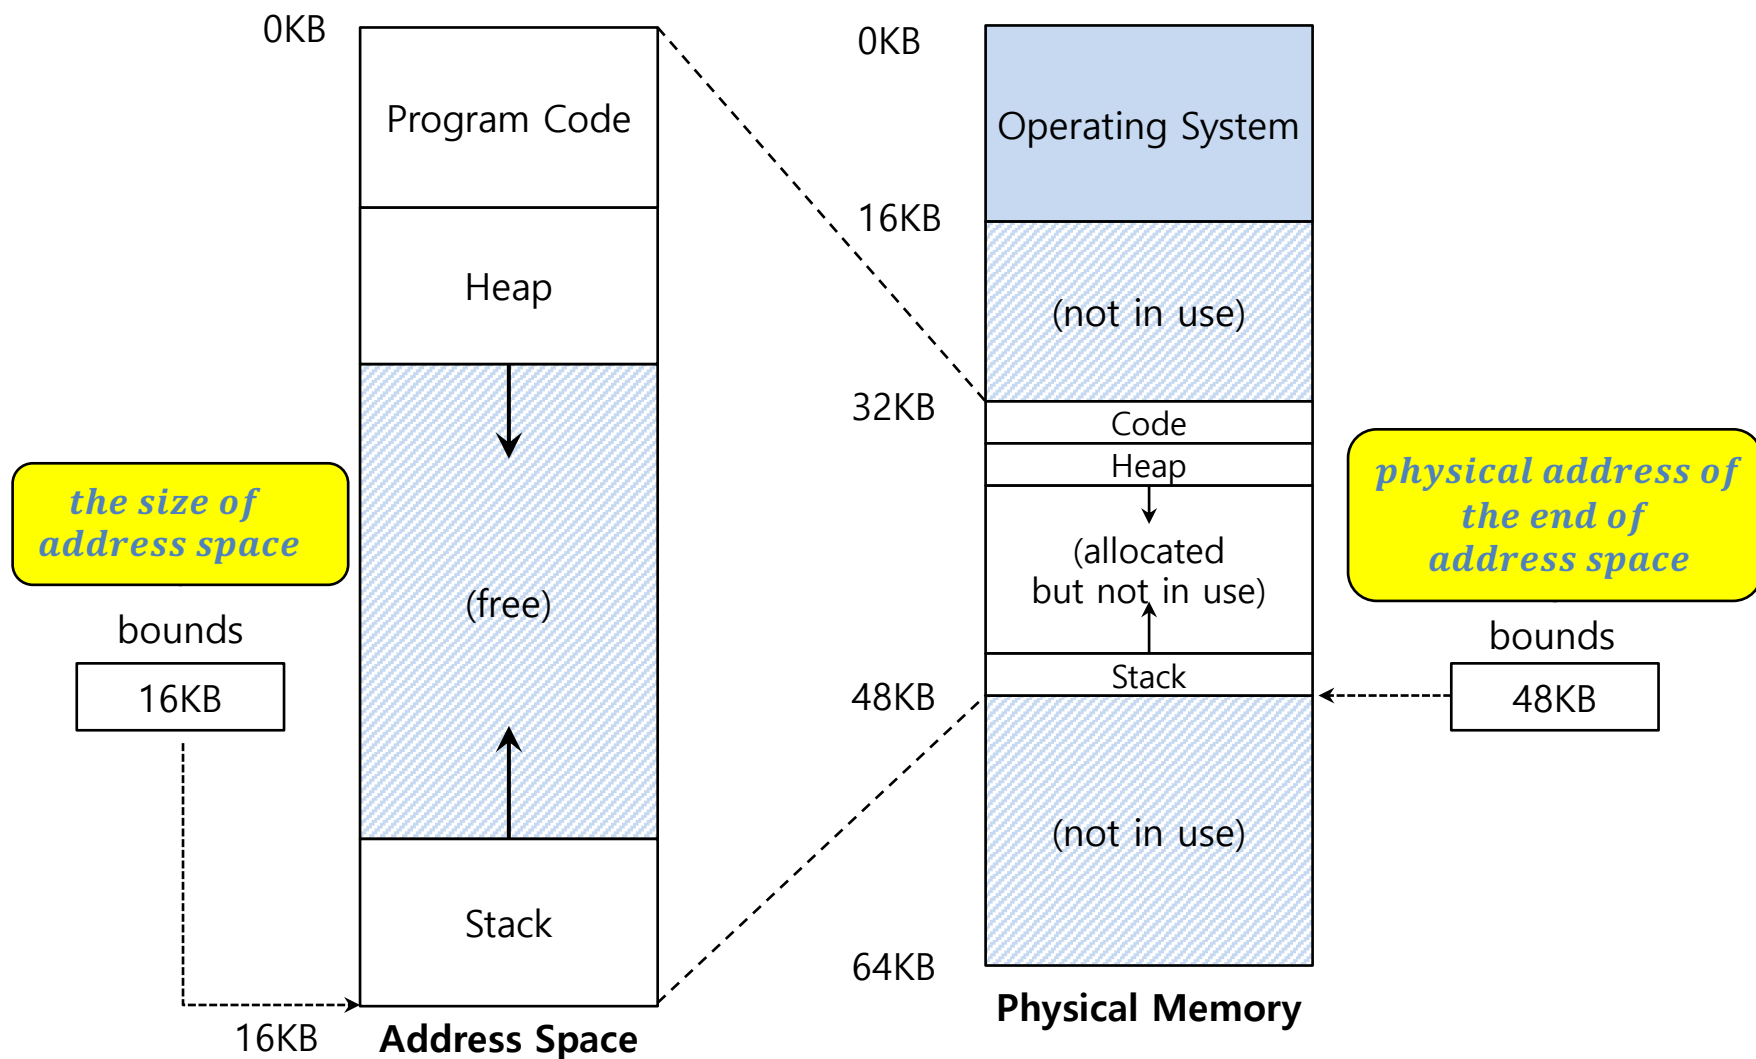 0KB
Program Code
Heap
the size of
address space
(free)
bounds
16KB
Stack
16KB
Address Space
0KB
Operating System
16KB
(not in use)
32KB
Code
Heap
(allocated
but not in use)
Stack
48KB
(not in use)
64KB
Physical Memory
physical address of
the end of
address space
bounds
48KB